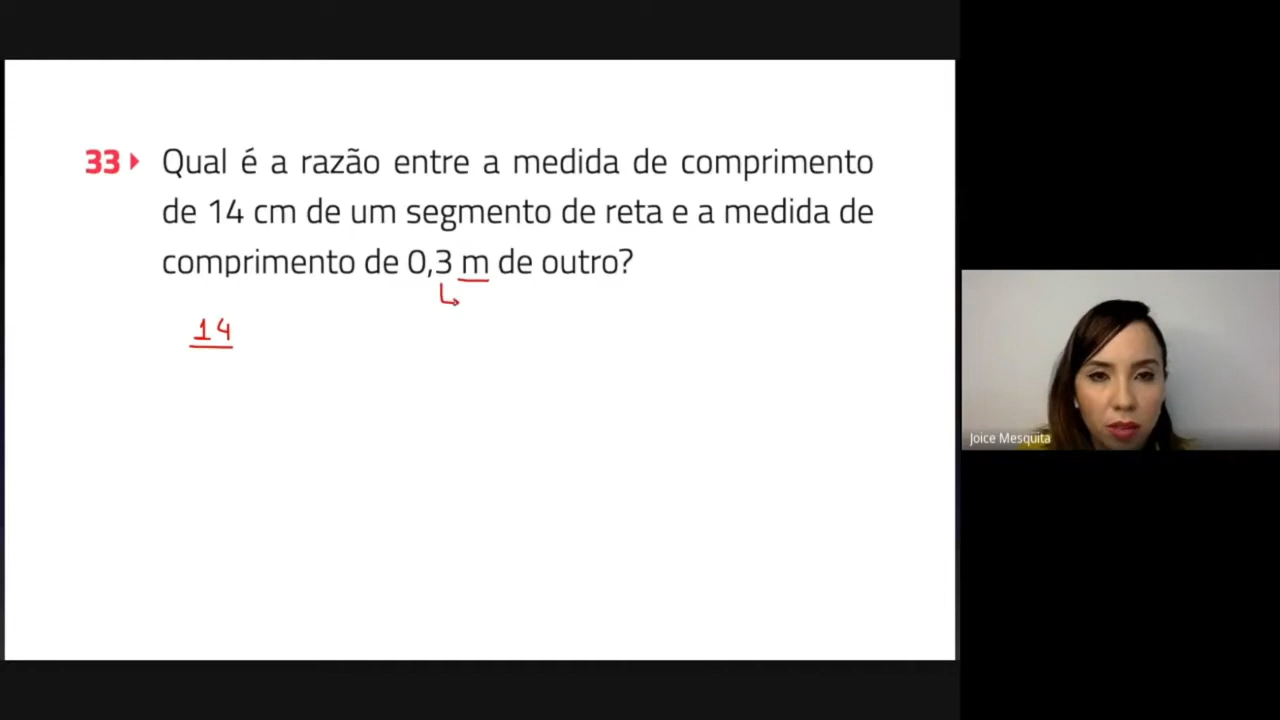 33 Qual é a razão entre a medida de comprimento
de 14 cm de um segmento de reta e a medida de
comprimento de 0,3 m de outro?
14
Joice Mesquita